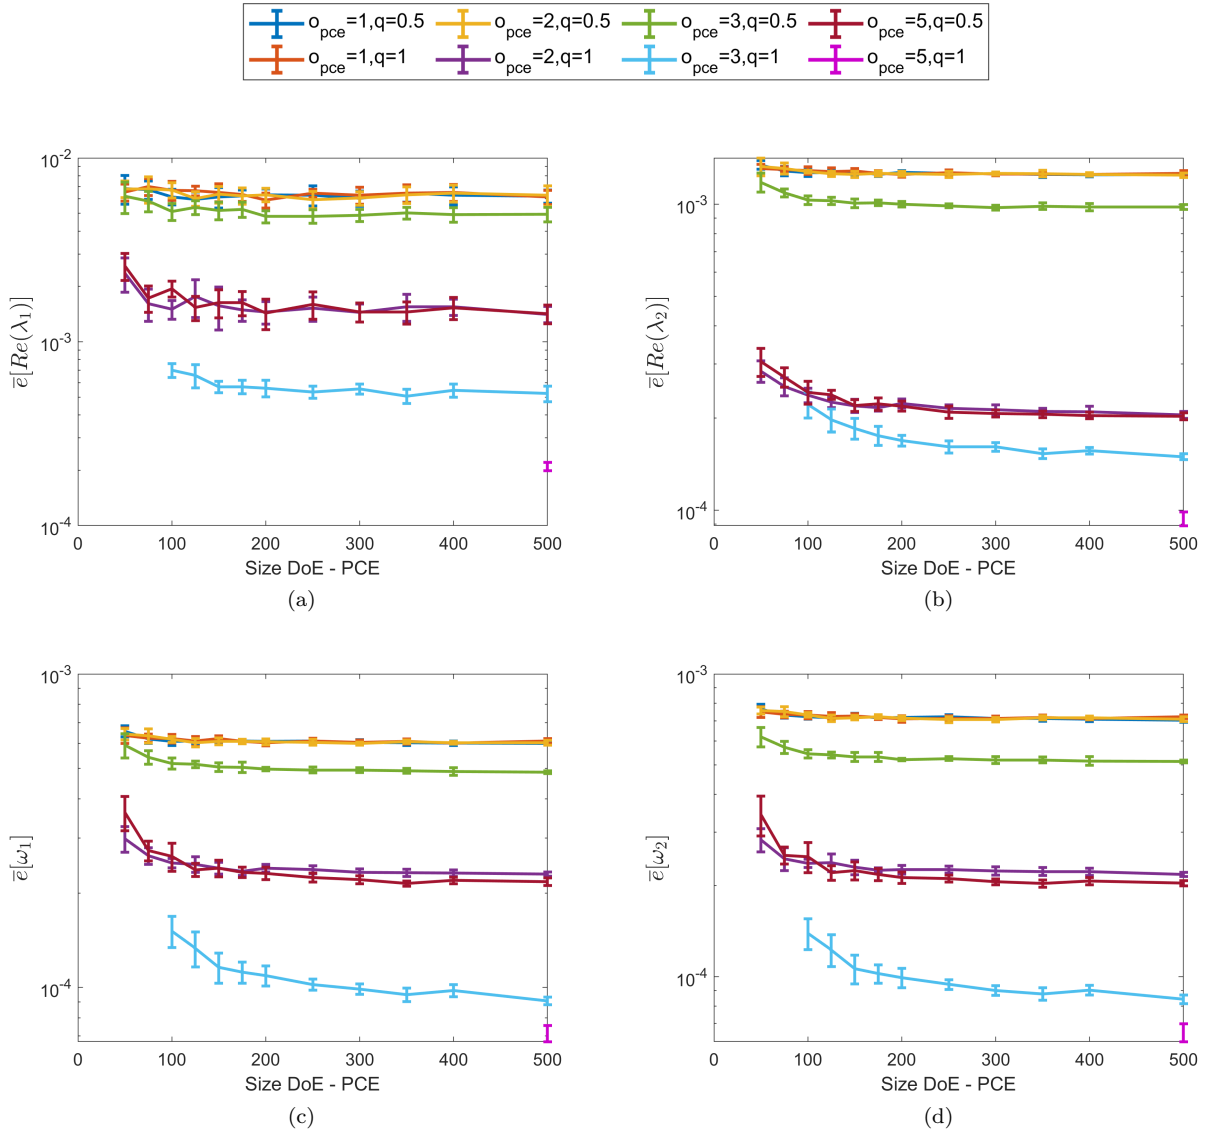 o_pce=1,q=0.5 o_pce=2,q=0.5 o_pce=3,q=0.5 o_pce=5,q=0.5
o_pce=1,q=1 o_pce=2,q=1 o_pce=3,q=1 o_pce=5,q=1
10^-2
10^-3
10^-4
ē[Re(λ_1)]
0 100 200 300 400 500
Size DoE - PCE
(a)
10^-3
10^-4
ē[Re(λ_2)]
0 100 200 300 400 500
Size DoE - PCE
(b)
10^-3
10^-4
ē[ω_1]
0 100 200 300 400 500
Size DoE - PCE
(c)
10^-3
10^-4
ē[ω_2]
0 100 200 300 400 500
Size DoE - PCE
(d)